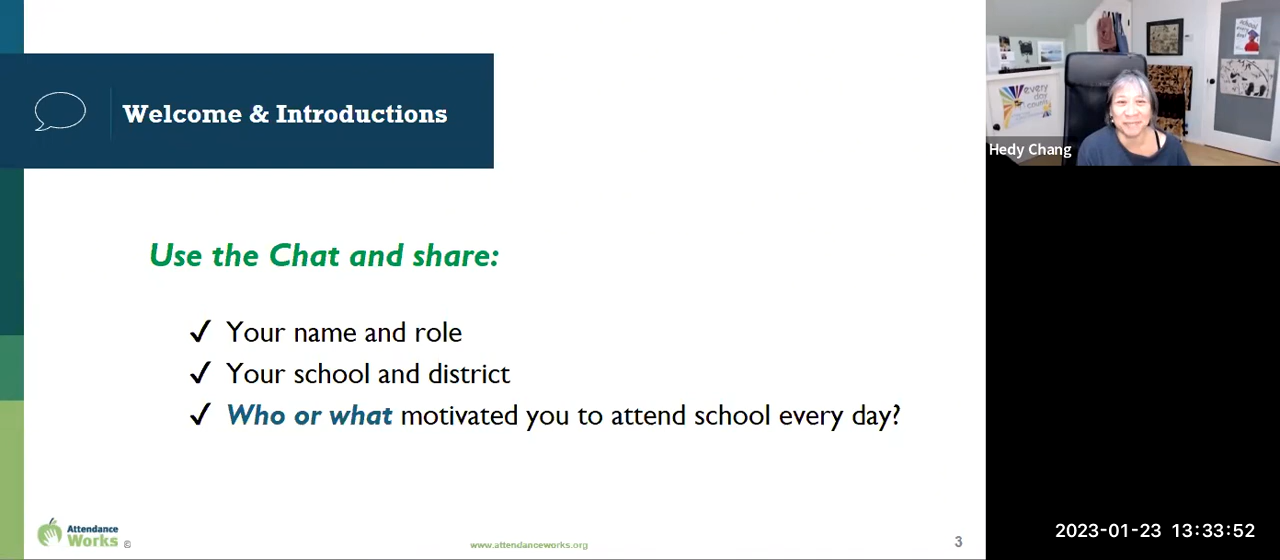 Welcome & Introductions
Use the Chat and share:
✓ Your name and role
✓ Your school and district
✓ Who or what motivated you to attend school every day?
Attendance
Works ©
www.attendanceworks.org
3
every
day
counts
Hedy Chang
2023-01-23 13:33:52